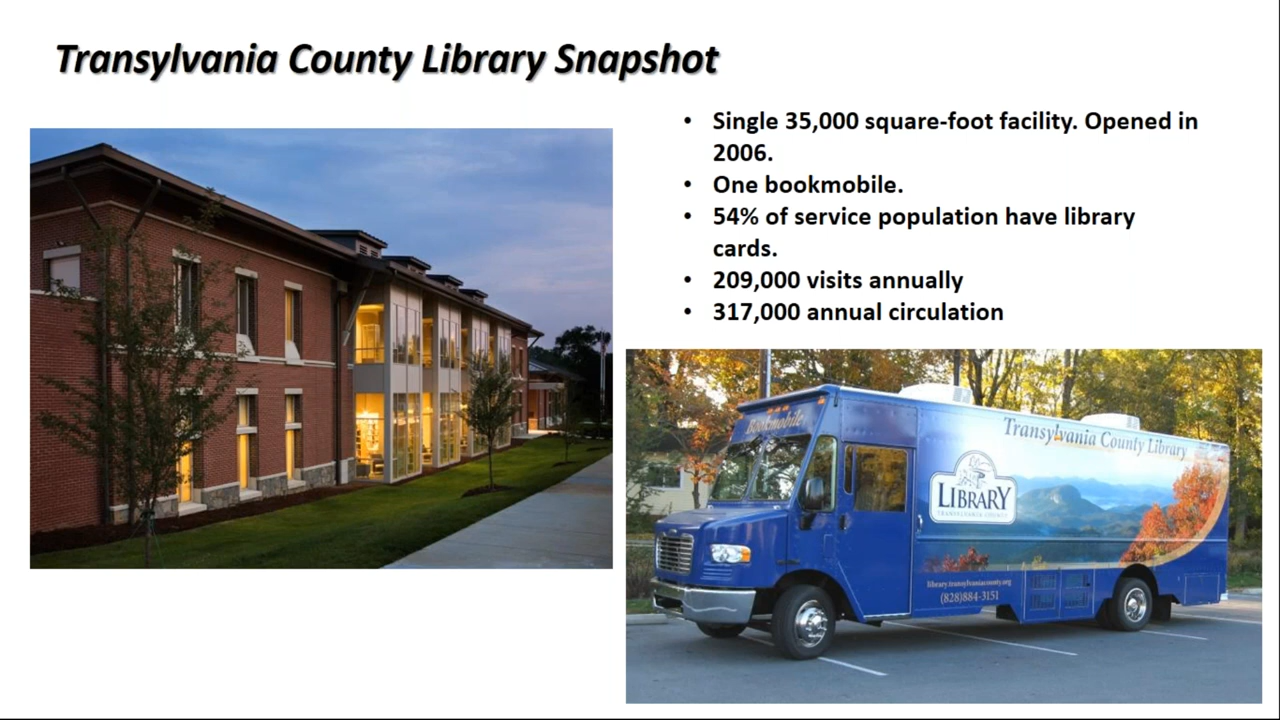 Transylvania County Library Snapshot
• Single 35,000 square-foot facility. Opened in
2006.
• One bookmobile.
• 54% of service population have library
cards.
• 209,000 visits annually
• 317,000 annual circulation
Bookmobile
Transylvania County Library
LIBRARY
TRANSYLVANIA COUNTY
library.transylvaniacounty.org
(828)884-3151